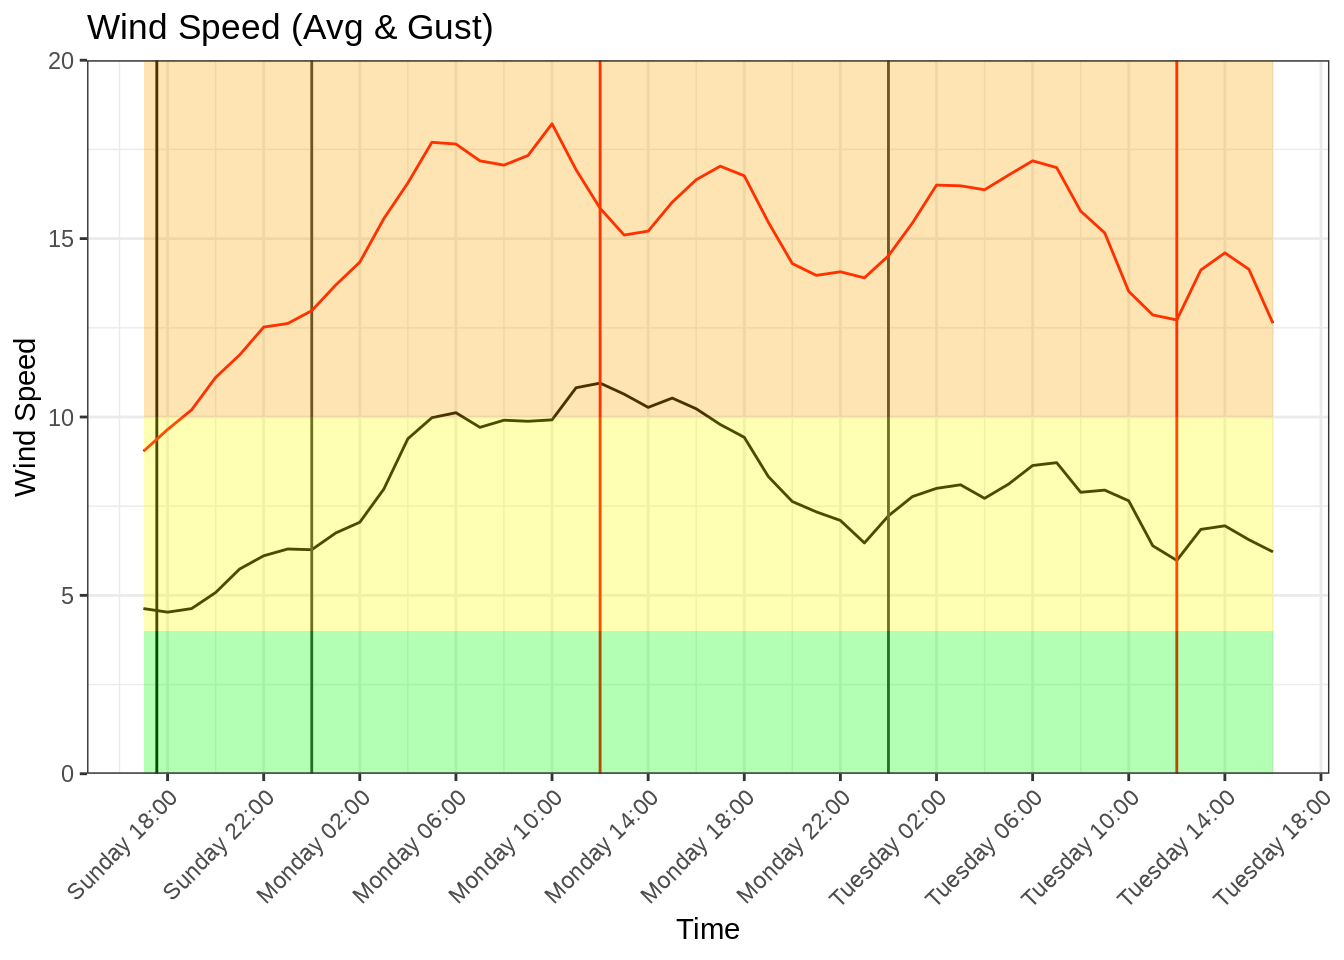 Wind Speed (Avg & Gust)
20
15
10
5
0
Wind Speed
Sunday 18:00
Sunday 22:00
Monday 02:00
Monday 06:00
Monday 10:00
Monday 14:00
Monday 18:00
Monday 22:00
Tuesday 02:00
Tuesday 06:00
Tuesday 10:00
Tuesday 14:00
Tuesday 18:00
Time